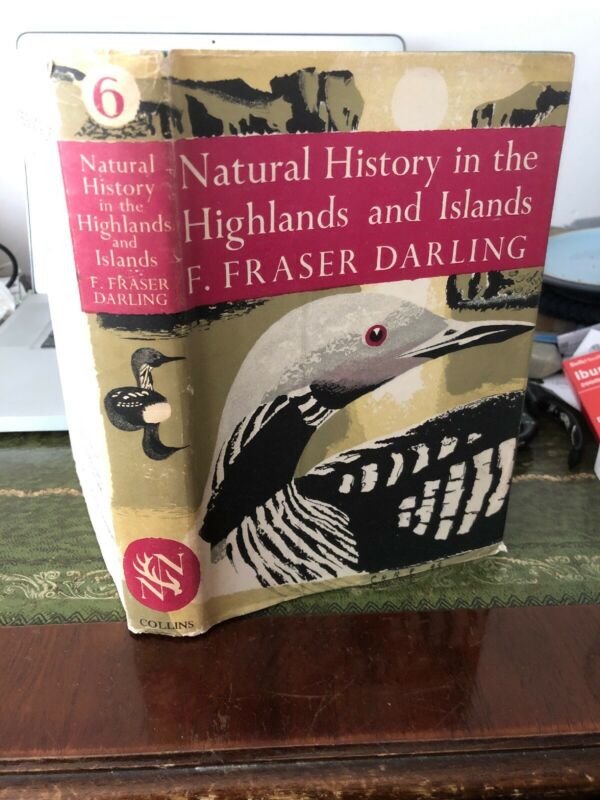 6
Natural
History
in the
Highlands
and
Islands
F. FRASER
DARLING
NN
COLLINS
Natural History in the
Highlands and Islands
F. FRASER DARLING